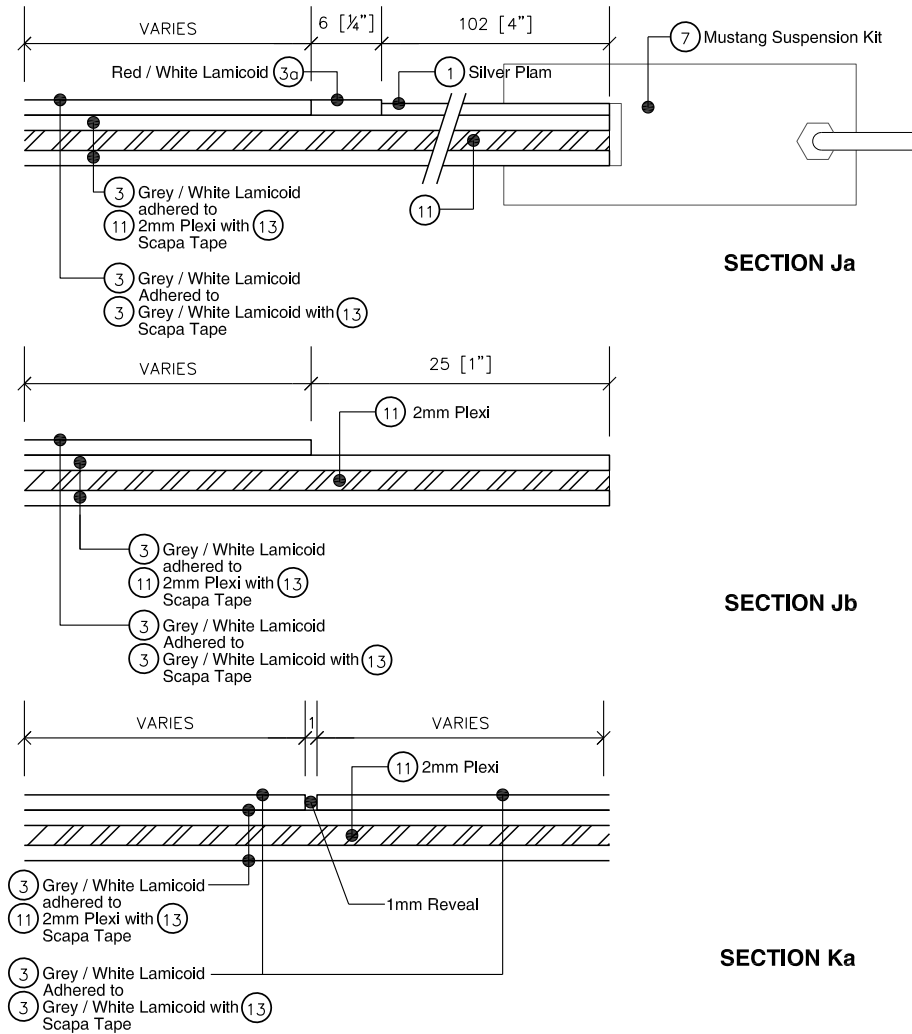 VARIES
6 [¼”]
102 [4”]
7 Mustang Suspension Kit
Red / White Lamicoid 3a
1 Silver Plam
3 Grey / White Lamicoid
adhered to
11 2mm Plexi with 13
Scapa Tape
11
SECTION Ja
3 Grey / White Lamicoid
Adhered to
3 Grey / White Lamicoid with 13
Scapa Tape
VARIES
25 [1”]
11 2mm Plexi
3 Grey / White Lamicoid
adhered to
11 2mm Plexi with 13
Scapa Tape
SECTION Jb
3 Grey / White Lamicoid
Adhered to
3 Grey / White Lamicoid with 13
Scapa Tape
VARIES
1
VARIES
11 2mm Plexi
3 Grey / White Lamicoid
adhered to
11 2mm Plexi with 13
Scapa Tape
1mm Reveal
SECTION Ka
3 Grey / White Lamicoid
Adhered to
3 Grey / White Lamicoid with 13
Scapa Tape